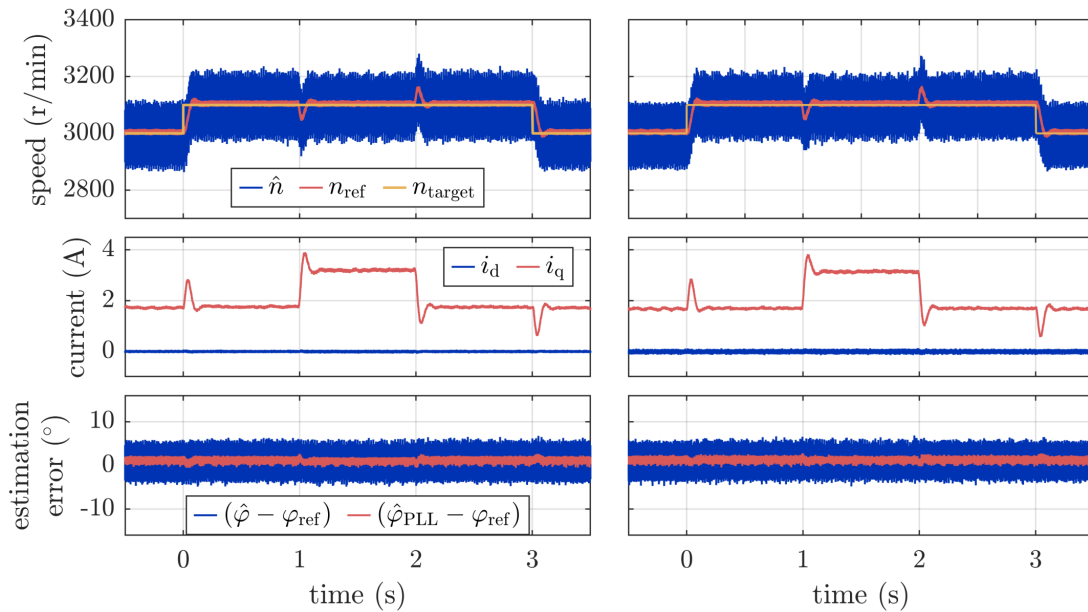 3400
3200
3000
2800
speed (r/min)
n̂ n_ref n_target
4
2
0
current (A)
i_d i_q
10
0
-10
estimation
error (°)
(φ̂ − φ_ref) (φ̂_PLL − φ_ref)
0 1 2 3
0 1 2 3
time (s)
time (s)